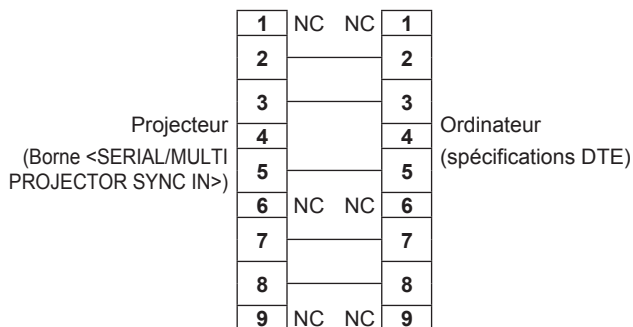 1 NC NC 1
2 2
3 3
Projecteur
(Borne <SERIAL/MULTI
PROJECTOR SYNC IN>)
4 4
Ordinateur
(spécifications DTE)
5 5
6 NC NC 6
7 7
8 8
9 NC NC 9